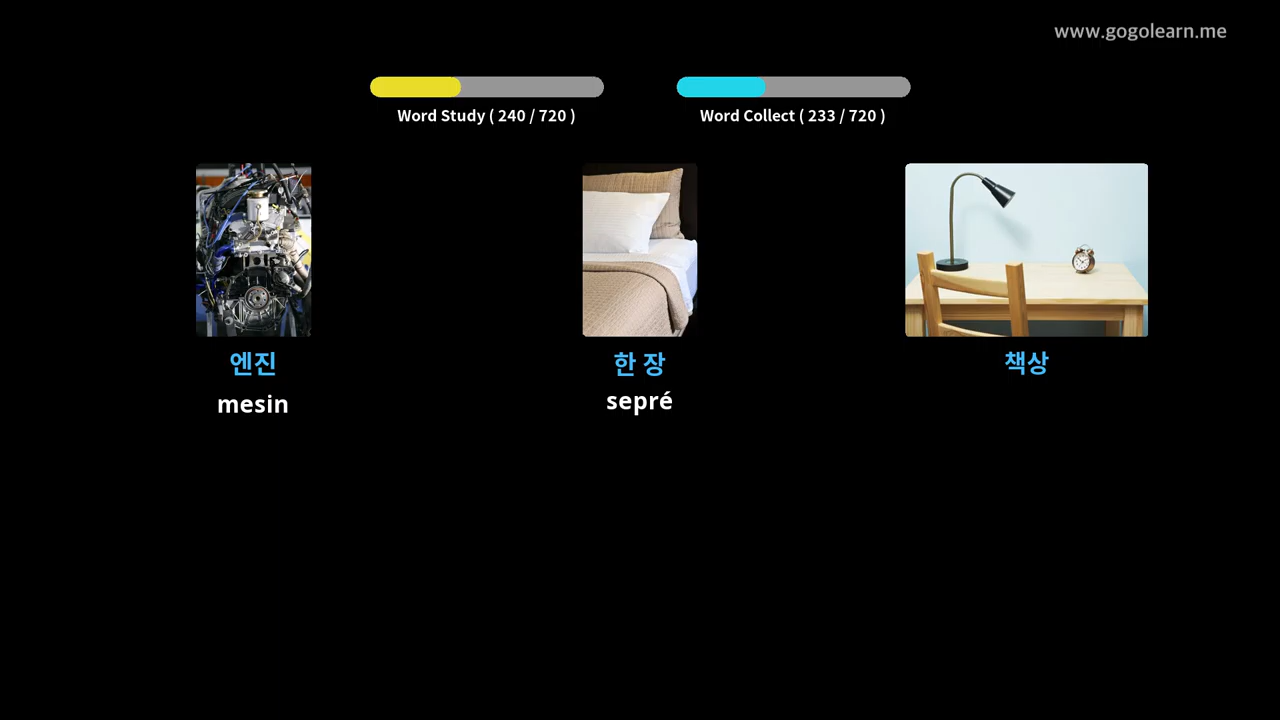 www.gogolearn.me
Word Study ( 240 / 720 )
Word Collect ( 233 / 720 )
엔진
한 장
책상
mesin
sepré